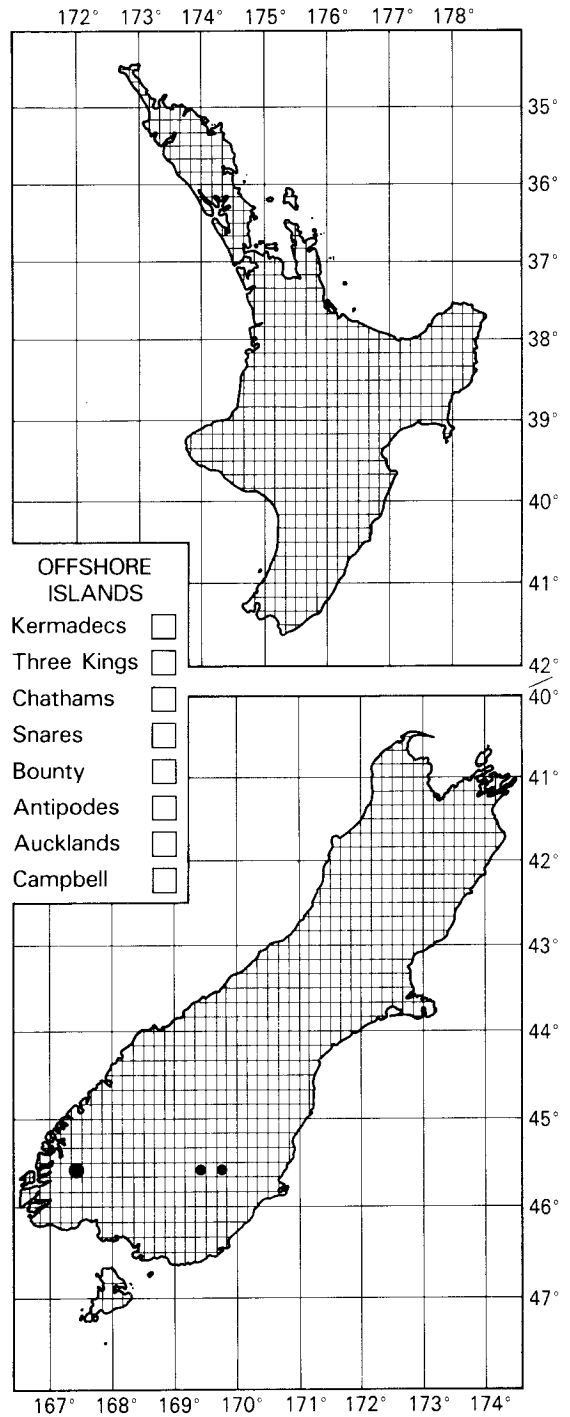 172° 173° 174° 175° 176° 177° 178°
35°
36°
37°
38°
39°
40°
41°
42°
OFFSHORE
ISLANDS
Kermadecs
Three Kings
Chathams
Snares
Bounty
Antipodes
Aucklands
Campbell
40°
41°
42°
43°
44°
45°
46°
47°
167° 168° 169° 170° 171° 172° 173° 174°